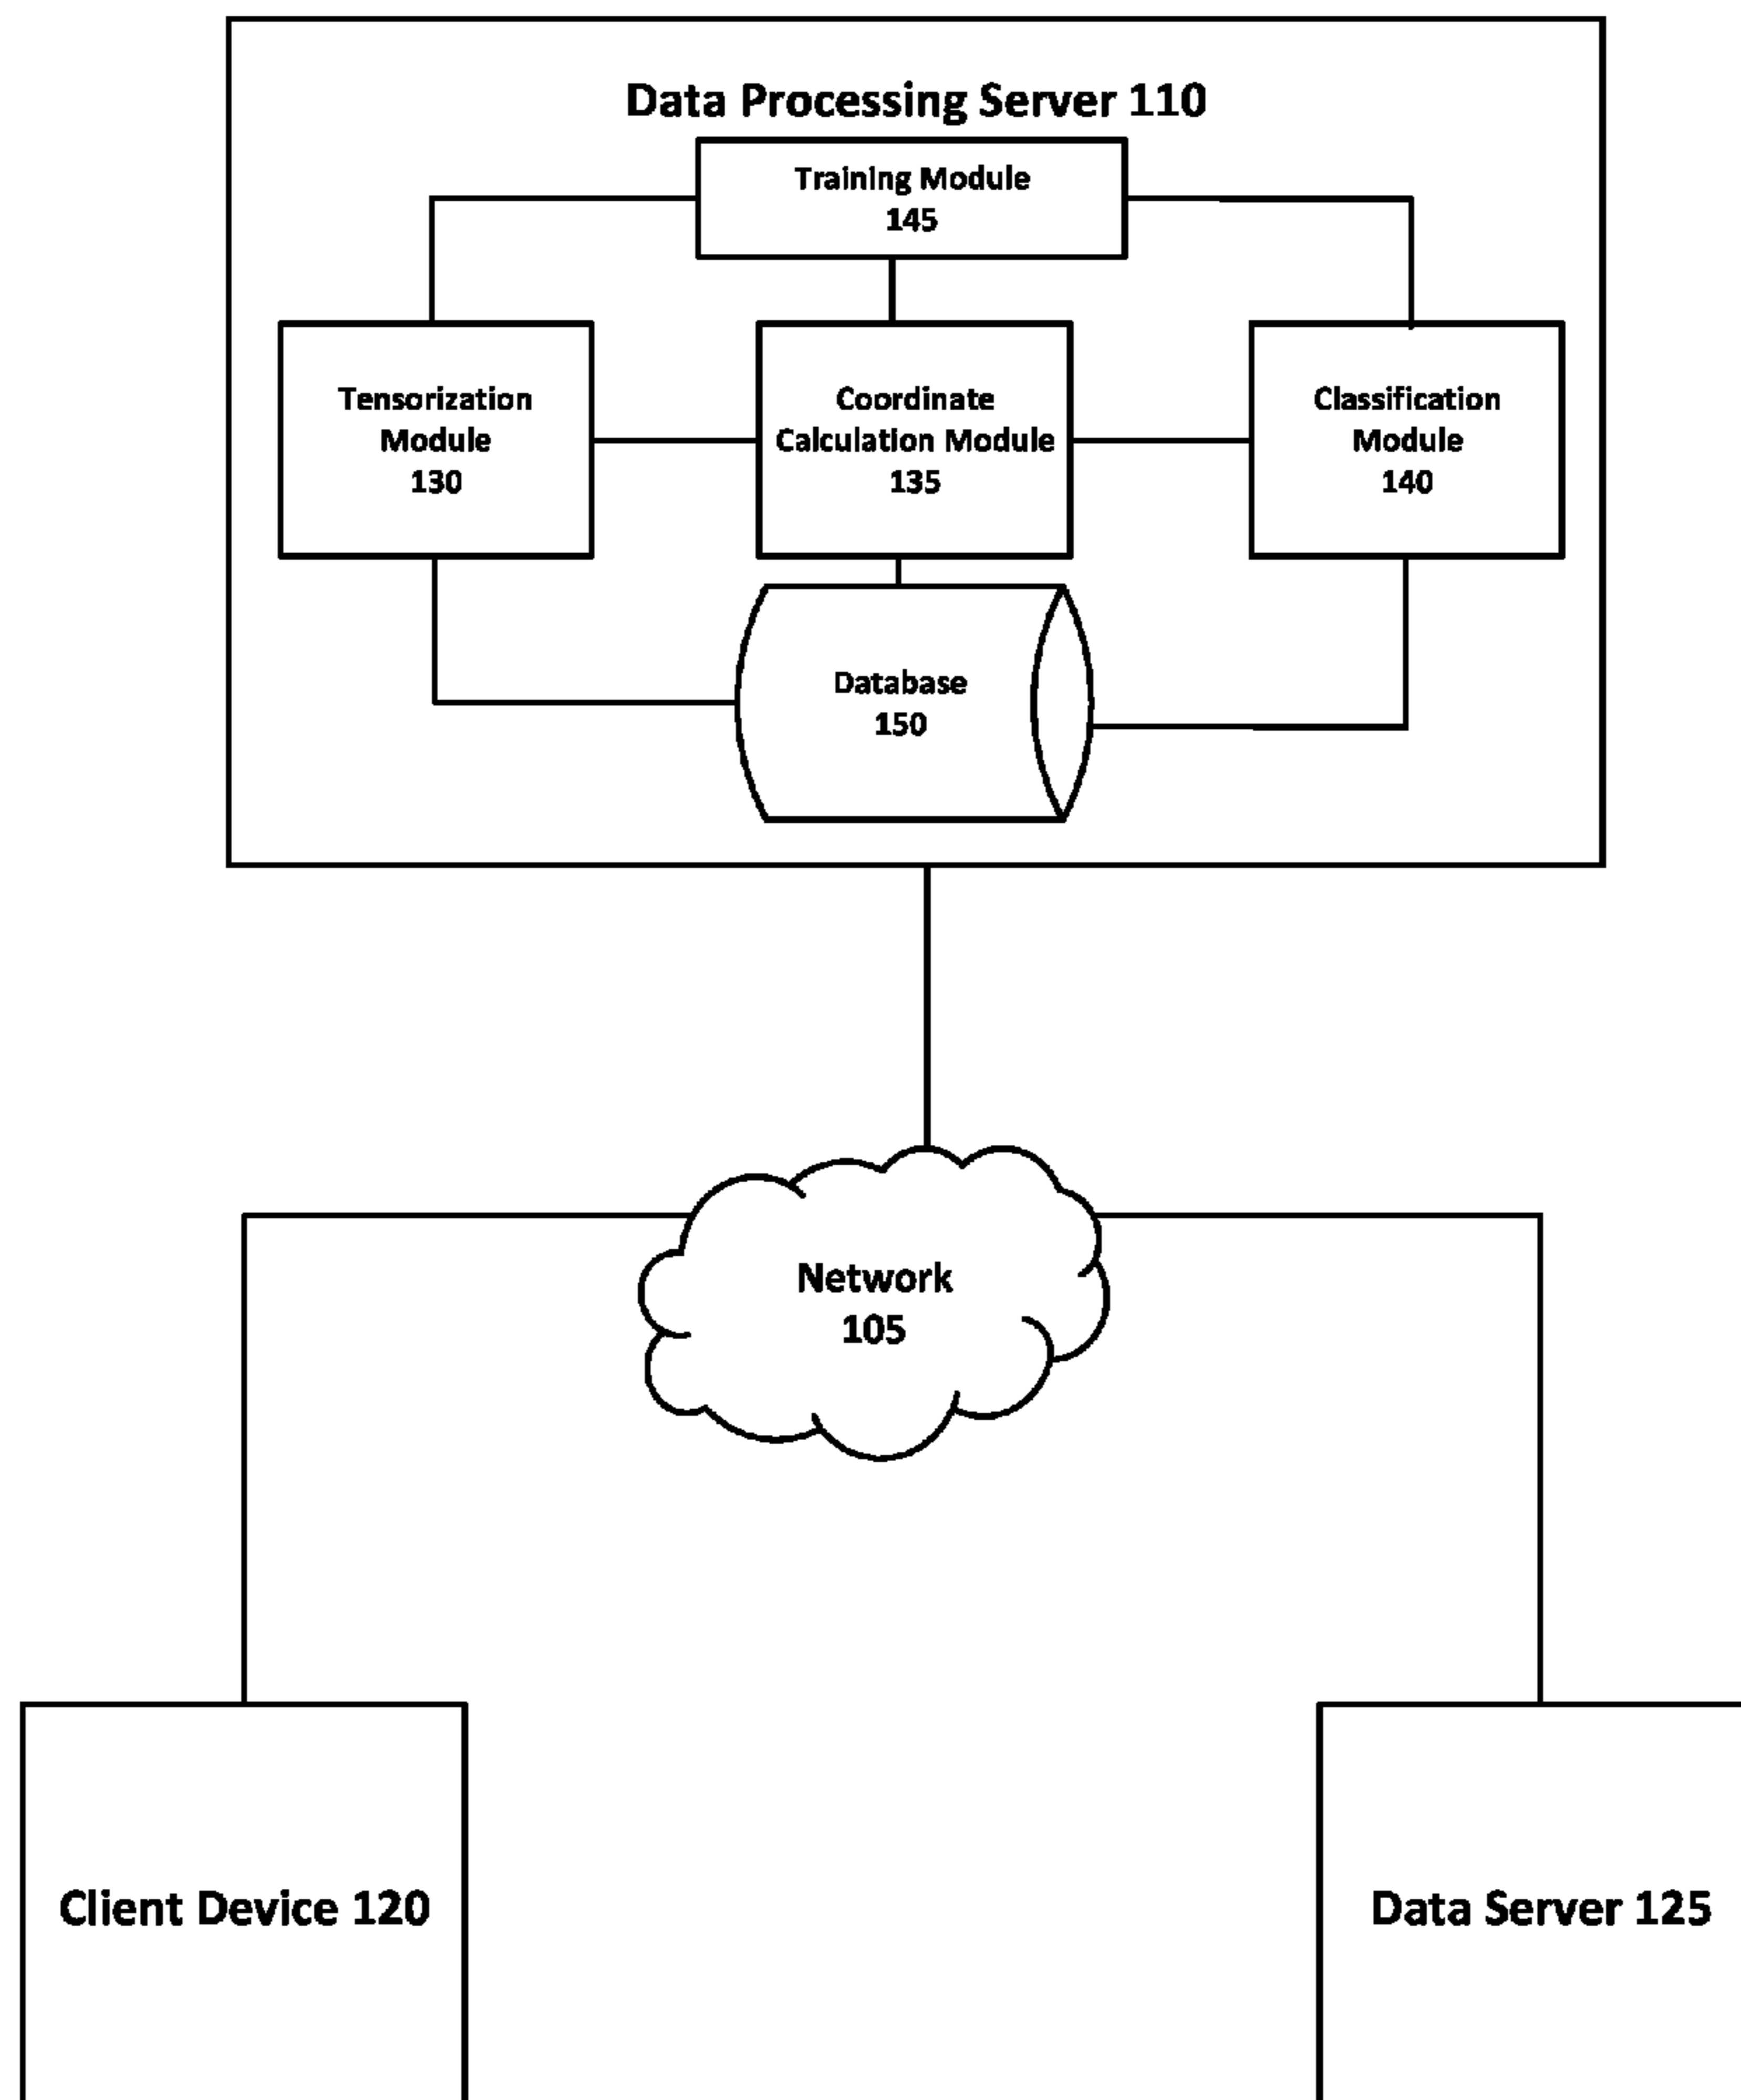 Data Processing Server 110
Training Module
145
Tensorization
Module
130
Coordinate
Calculation Module
135
Classification
Module
140
Database
150
Network
105
Client Device 120
Data Server 125